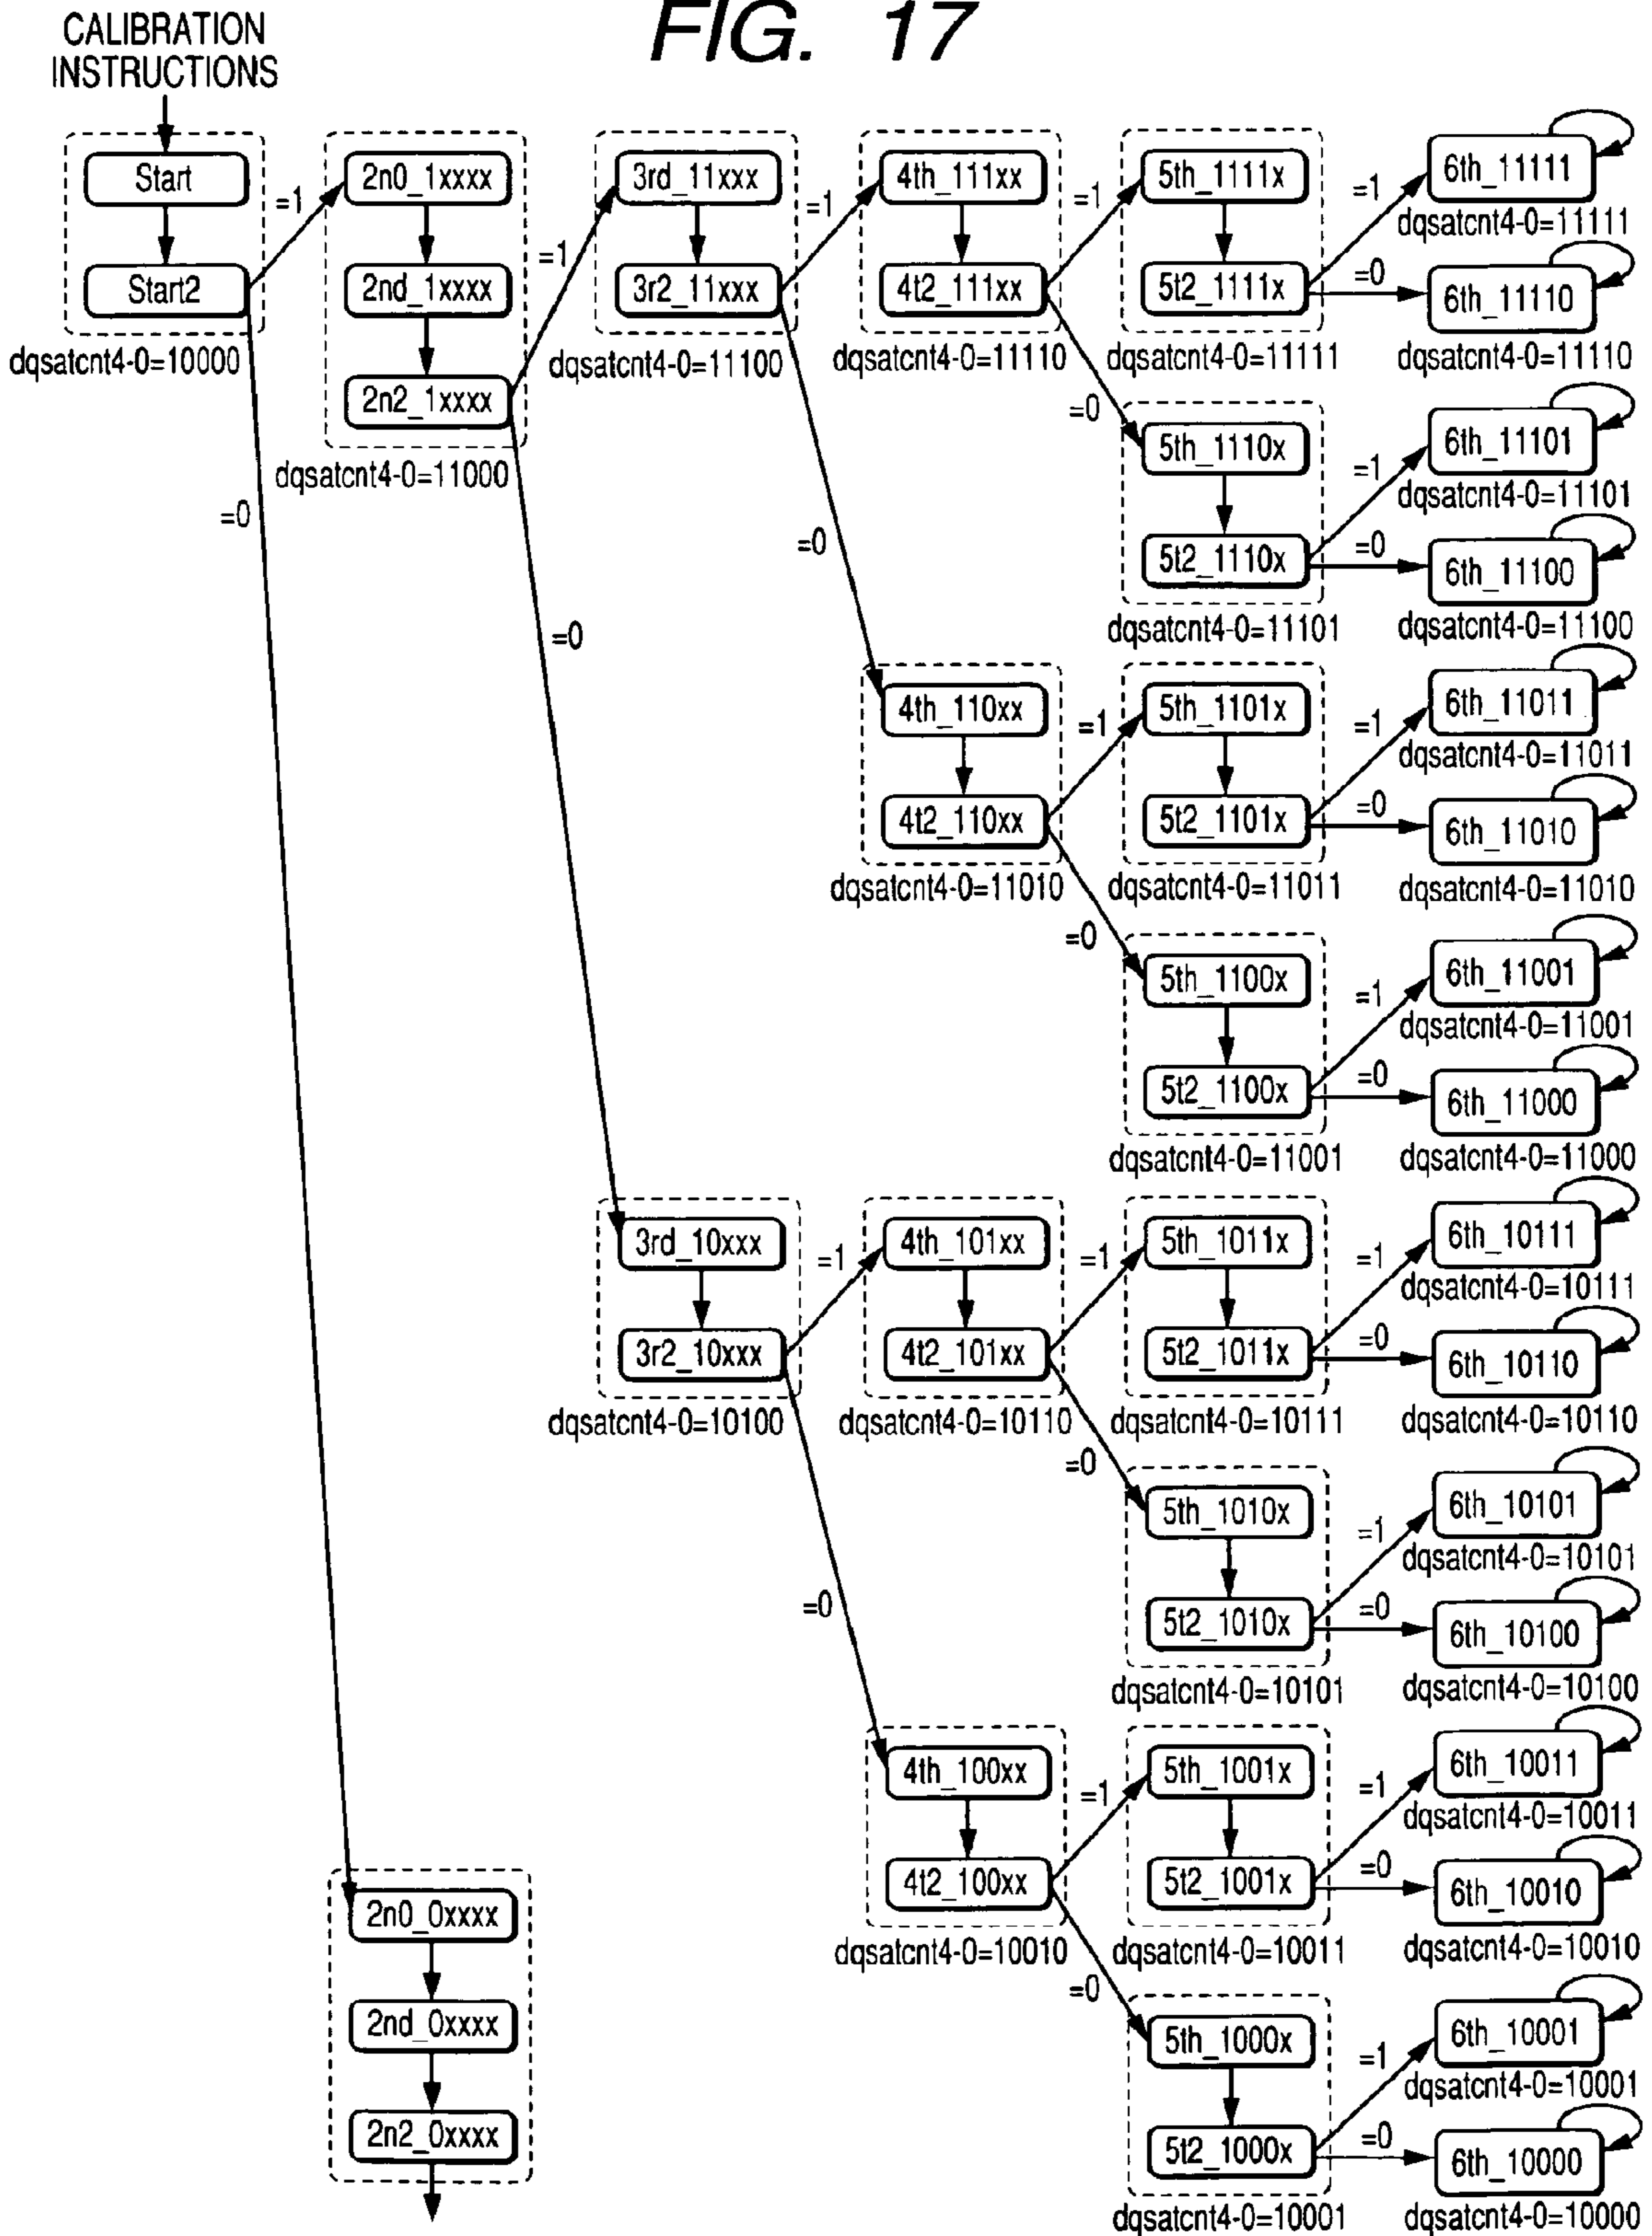 FIG. 17
CALIBRATION
INSTRUCTIONS
Start
Start2
dqsatcnt4-0=10000
=1
=0
2n0_1xxxx
2nd_1xxxx
2n2_1xxxx
dqsatcnt4-0=11000
=1
=0
3rd_11xxx
3r2_11xxx
dqsatcnt4-0=11100
=1
=0
4th_111xx
4t2_111xx
dqsatcnt4-0=11110
=1
=0
5th_1111x
5t2_1111x
dqsatcnt4-0=11111
=1
=0
6th_11111
dqsatcnt4-0=11111
6th_11110
dqsatcnt4-0=11110
5th_1110x
5t2_1110x
dqsatcnt4-0=11101
=1
=0
6th_11101
dqsatcnt4-0=11101
6th_11100
dqsatcnt4-0=11100
4th_110xx
4t2_110xx
dqsatcnt4-0=11010
=1
=0
5th_1101x
5t2_1101x
dqsatcnt4-0=11011
=1
=0
6th_11011
dqsatcnt4-0=11011
6th_11010
dqsatcnt4-0=11010
5th_1100x
5t2_1100x
dqsatcnt4-0=11001
=1
=0
6th_11001
dqsatcnt4-0=11001
6th_11000
dqsatcnt4-0=11000
3rd_10xxx
3r2_10xxx
dqsatcnt4-0=10100
=1
=0
4th_101xx
4t2_101xx
dqsatcnt4-0=10110
=1
=0
5th_1011x
5t2_1011x
dqsatcnt4-0=10111
=1
=0
6th_10111
dqsatcnt4-0=10111
6th_10110
dqsatcnt4-0=10110
5th_1010x
5t2_1010x
dqsatcnt4-0=10101
=1
=0
6th_10101
dqsatcnt4-0=10101
6th_10100
dqsatcnt4-0=10100
4th_100xx
4t2_100xx
dqsatcnt4-0=10010
=1
=0
5th_1001x
5t2_1001x
dqsatcnt4-0=10011
=1
=0
6th_10011
dqsatcnt4-0=10011
6th_10010
dqsatcnt4-0=10010
5th_1000x
5t2_1000x
dqsatcnt4-0=10001
=1
=0
6th_10001
dqsatcnt4-0=10001
6th_10000
dqsatcnt4-0=10000
2n0_0xxxx
2nd_0xxxx
2n2_0xxxx